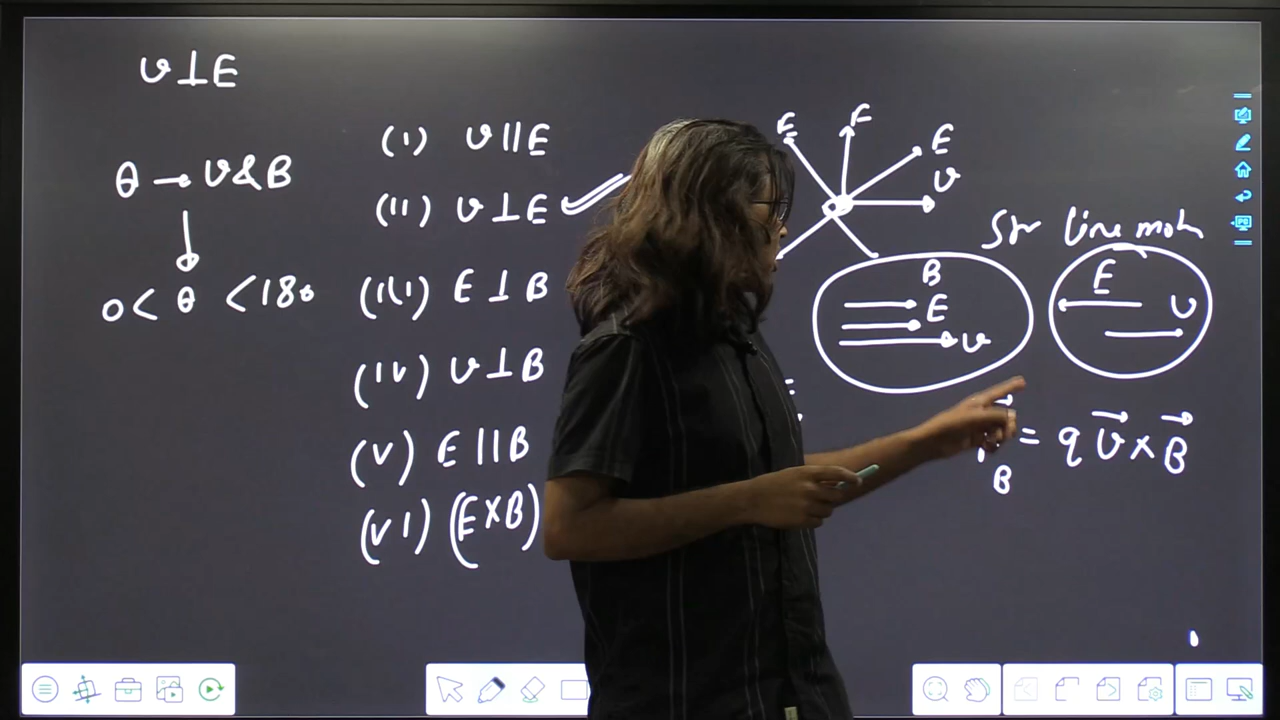 υ⊥E
θ → υ&B
0< θ <180
(i) υ||E
(ii) υ⊥E
(iii) E⊥B
(iv) υ⊥B
(v) E||B
(vi) (E×B)
E F E
υ
Str line motn
B
E
υ
E
υ
B = q υ × B